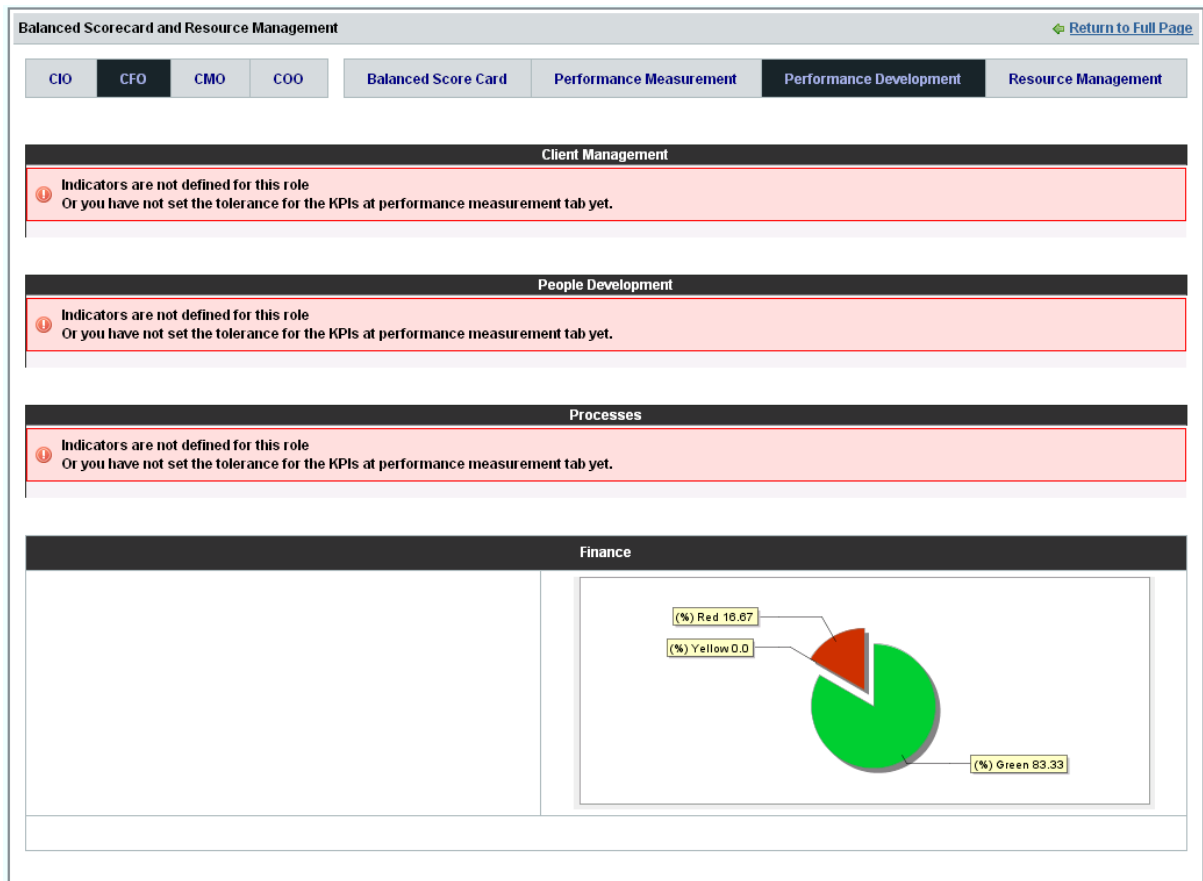 Balanced Scorecard and Resource Management
Return to Full Page
CIO CFO CMO COO Balanced Score Card Performance Measurement Performance Development Resource Management
Client Management
Indicators are not defined for this role
Or you have not set the tolerance for the KPIs at performance measurement tab yet.
People Development
Indicators are not defined for this role
Or you have not set the tolerance for the KPIs at performance measurement tab yet.
Processes
Indicators are not defined for this role
Or you have not set the tolerance for the KPIs at performance measurement tab yet.
Finance
(%) Red 16.67
(%) Yellow 0.0
(%) Green 83.33